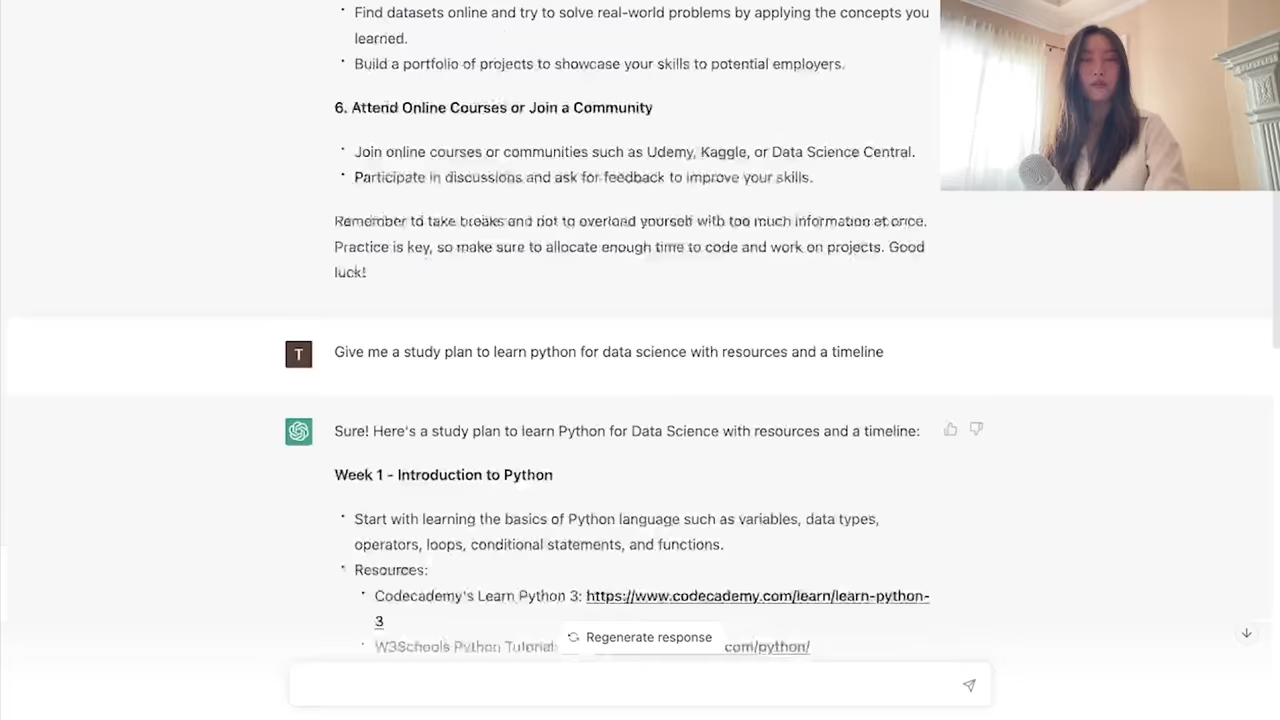 Find datasets online and try to solve real-world problems by applying the concepts you
learned.
Build a portfolio of projects to showcase your skills to potential employers.
6. Attend Online Courses or Join a Community
Join online courses or communities such as Udemy, Kaggle, or Data Science Central.
Participate in discussions and ask for feedback to improve your skills.
Remember to take breaks and not to overload yourself with too much information at once.
Practice is key, so make sure to allocate enough time to code and work on projects. Good
luck!
T
Give me a study plan to learn python for data science with resources and a timeline
Sure! Here's a study plan to learn Python for Data Science with resources and a timeline:
Week 1 - Introduction to Python
Start with learning the basics of Python language such as variables, data types,
operators, loops, conditional statements, and functions.
Resources:
Codecademy's Learn Python 3: https://www.codecademy.com/learn/learn-python-
3
W3Schools Python Tutorial com/python/
Regenerate response